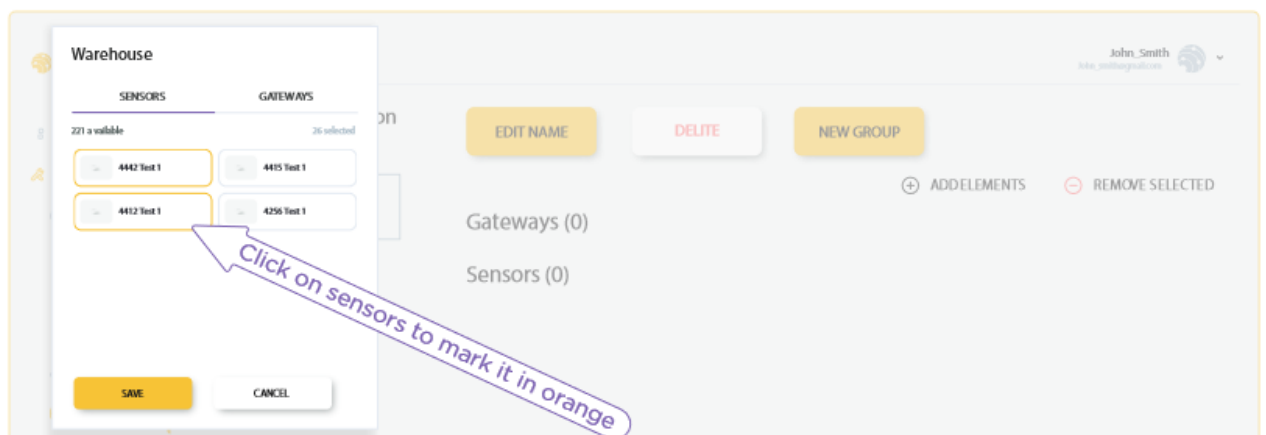 Warehouse
SENSORS GATEWAYS
221 a vailable 26 selected
4442 Test 1 4415 Test 1
4412 Test 1 4256 Test 1
SAVE CANCEL
John_Smith
on
EDIT NAME DELITE NEW GROUP
ADD ELEMENTS REMOVE SELECTED
Gateways (0)
Sensors (0)
Click on sensors to mark it in orange